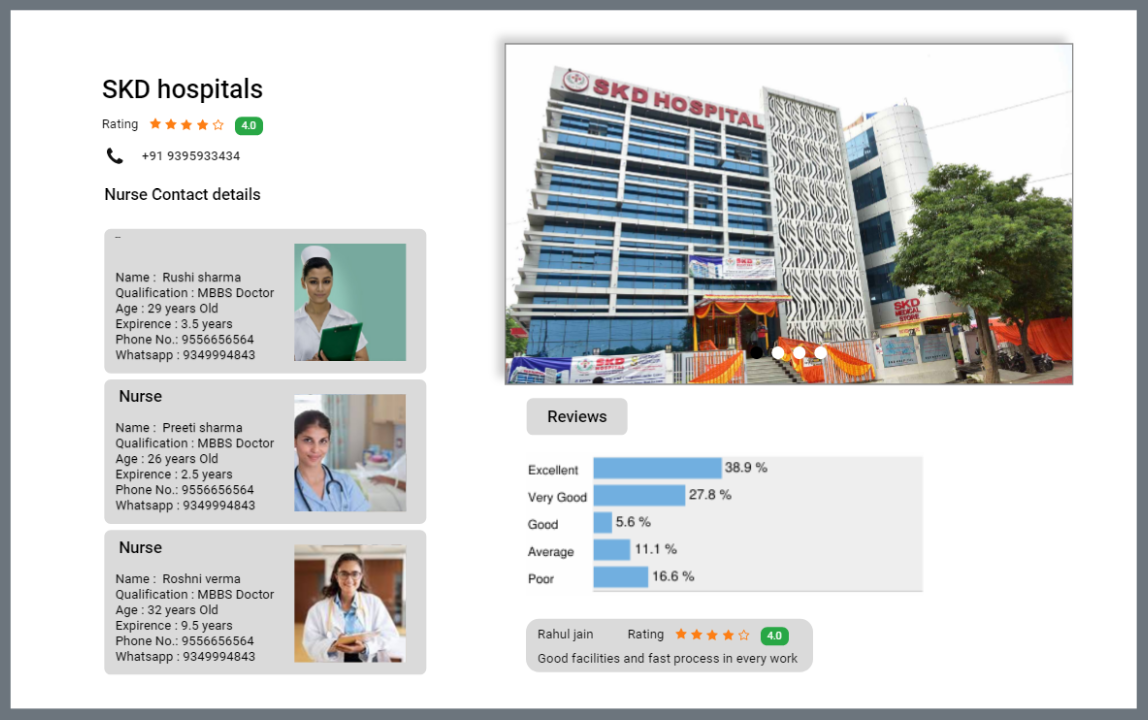 SKD hospitals
Rating 4.0
+91 9395933434
Nurse Contact details
Name : Rushi sharma
Qualification : MBBS Doctor
Age : 29 years Old
Expirence : 3.5 years
Phone No.: 9556656564
Whatsapp : 9349994843
Nurse
Name : Preeti sharma
Qualification : MBBS Doctor
Age : 26 years Old
Expirence : 2.5 years
Phone No.: 9556656564
Whatsapp : 9349994843
Nurse
Name : Roshni verma
Qualification : MBBS Doctor
Age : 32 years Old
Expirence : 9.5 years
Phone No.: 9556656564
Whatsapp : 9349994843
SKD HOSPITAL
SKD
SKD
MEDICAL
STORE
SKD
Reviews
Excellent 38.9 %
Very Good 27.8 %
Good 5.6 %
Average 11.1 %
Poor 16.6 %
Rahul jain Rating 4.0
Good facilities and fast process in every work